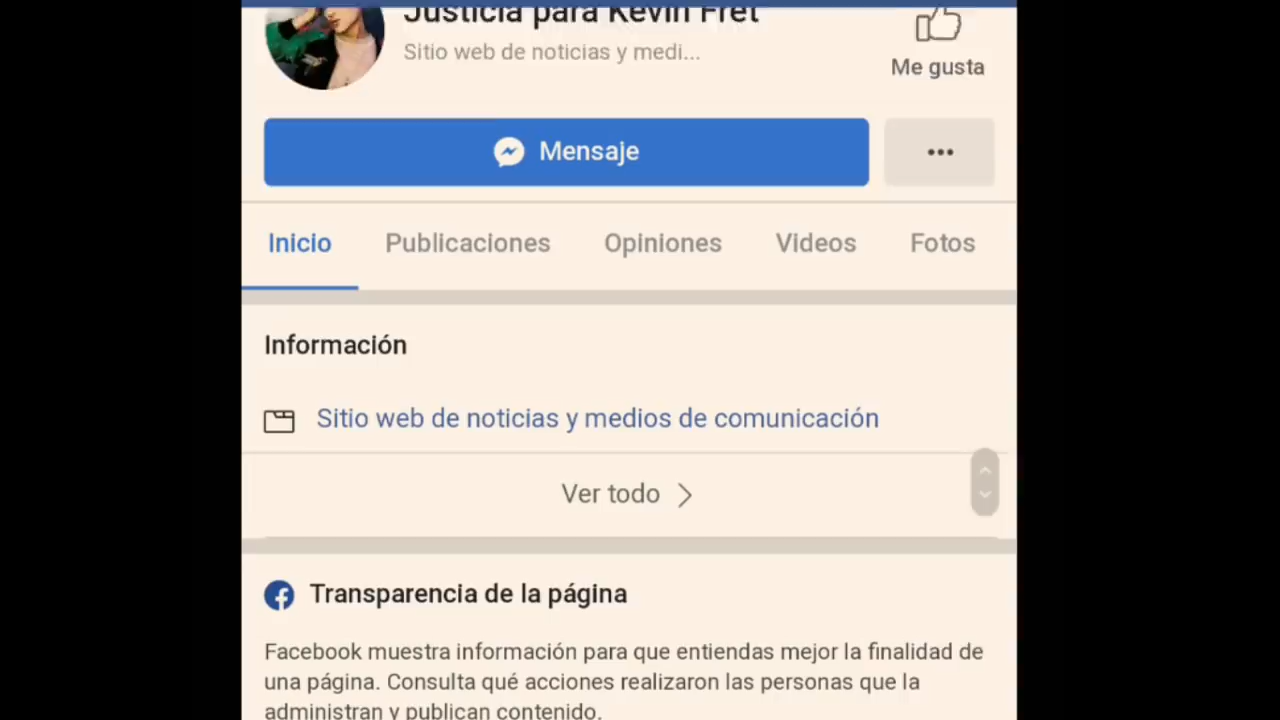 Justicia para Kevin Fret
Sitio web de noticias y medi...
Me gusta
Mensaje
Inicio Publicaciones Opiniones Videos Fotos
Información
Sitio web de noticias y medios de comunicación
Ver todo
Transparencia de la página
Facebook muestra información para que entiendas mejor la finalidad de
una página. Consulta qué acciones realizaron las personas que la
administran y publican contenido.